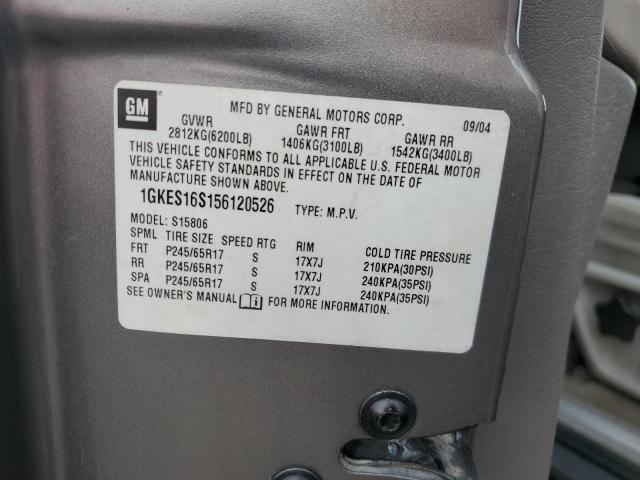 GM
MFD BY GENERAL MOTORS CORP. 09/04
GVWR GAWR FRT GAWR RR
2812KG(6200LB) 1406KG(3100LB) 1542KG(3400LB)
THIS VEHICLE CONFORMS TO ALL APPLICABLE U.S. FEDERAL MOTOR
VEHICLE SAFETY STANDARDS IN EFFECT ON THE DATE OF
MANUFACTURE SHOWN ABOVE.
1GKES16S156120526 TYPE: M.P.V.
MODEL: S15806
SPML TIRE SIZE SPEED RTG RIM COLD TIRE PRESSURE
FRT P245/65R17 S 17X7J 210KPA(30PSI)
RR P245/65R17 S 17X7J 240KPA(35PSI)
SPA P245/65R17 S 17X7J 240KPA(35PSI)
SEE OWNER'S MANUAL FOR MORE INFORMATION.